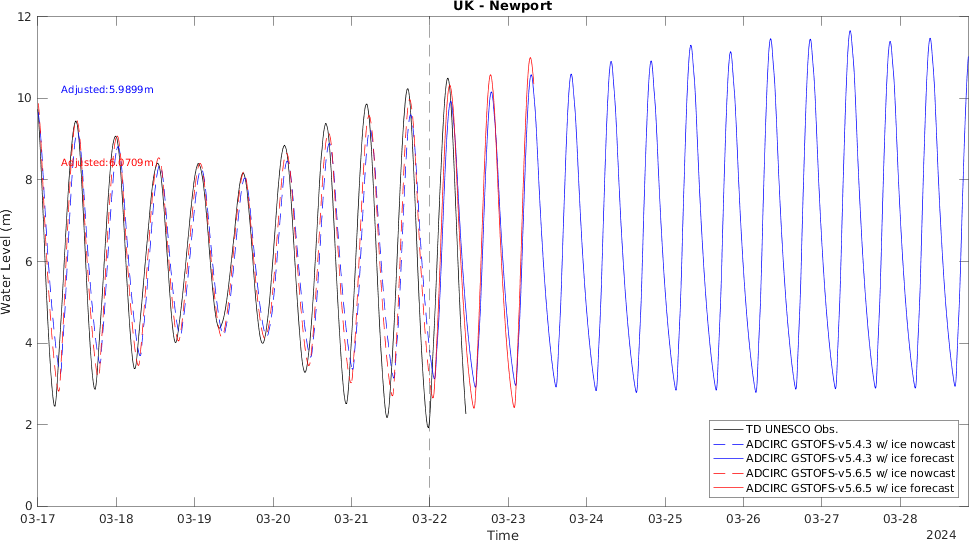 UK - Newport
12
10
8
6
4
2
0
Water Level (m)
Adjusted:5.9899m
Adjusted:6.0709m
TD UNESCO Obs.
ADCIRC GSTOFS-v5.4.3 w/ ice nowcast
ADCIRC GSTOFS-v5.4.3 w/ ice forecast
ADCIRC GSTOFS-v5.6.5 w/ ice nowcast
ADCIRC GSTOFS-v5.6.5 w/ ice forecast
03-17 03-18 03-19 03-20 03-21 03-22 03-23 03-24 03-25 03-26 03-27 03-28
Time
2024